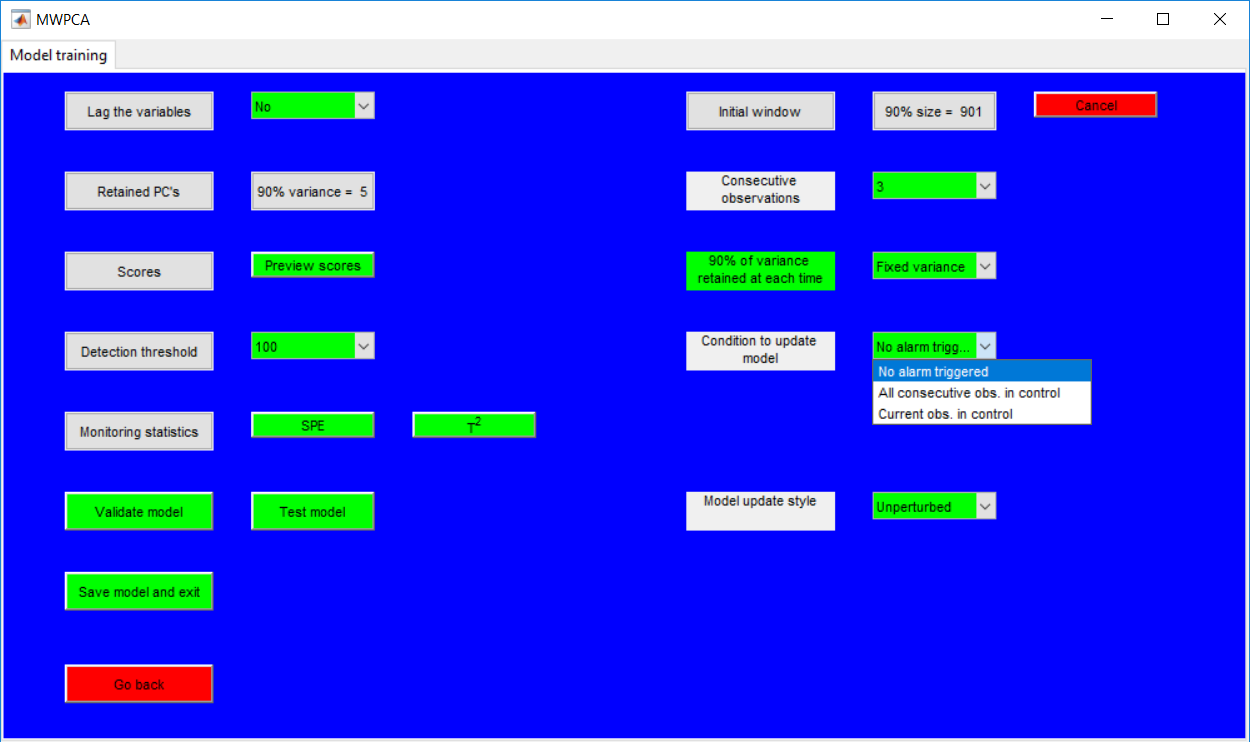 MWPCA
Model training
Lag the variables
No
Initial window
90% size =  901
Cancel
Retained PC's
90% variance =  5
Consecutive
observations
3
Scores
Preview scores
90% of variance
retained at each time
Fixed variance
Detection threshold
100
Condition to update
model
No alarm trigg...
No alarm triggered
All consecutive obs. in control
Current obs. in control
Monitoring statistics
SPE
T²
Validate model
Test model
Model update style
Unperturbed
Save model and exit
Go back